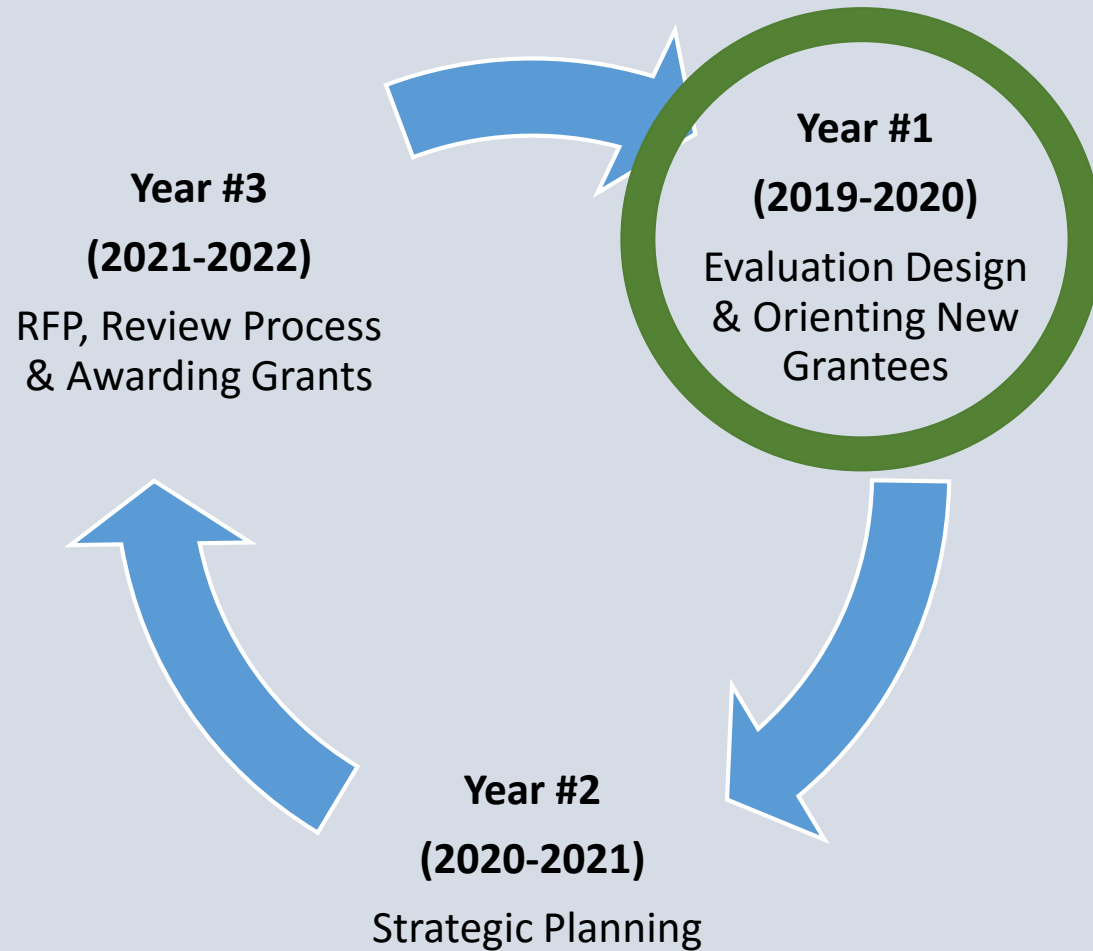 Year #1
(2019-2020)
Evaluation Design
& Orienting New
Grantees
Year #2
(2020-2021)
Strategic Planning
Year #3
(2021-2022)
RFP, Review Process
& Awarding Grants